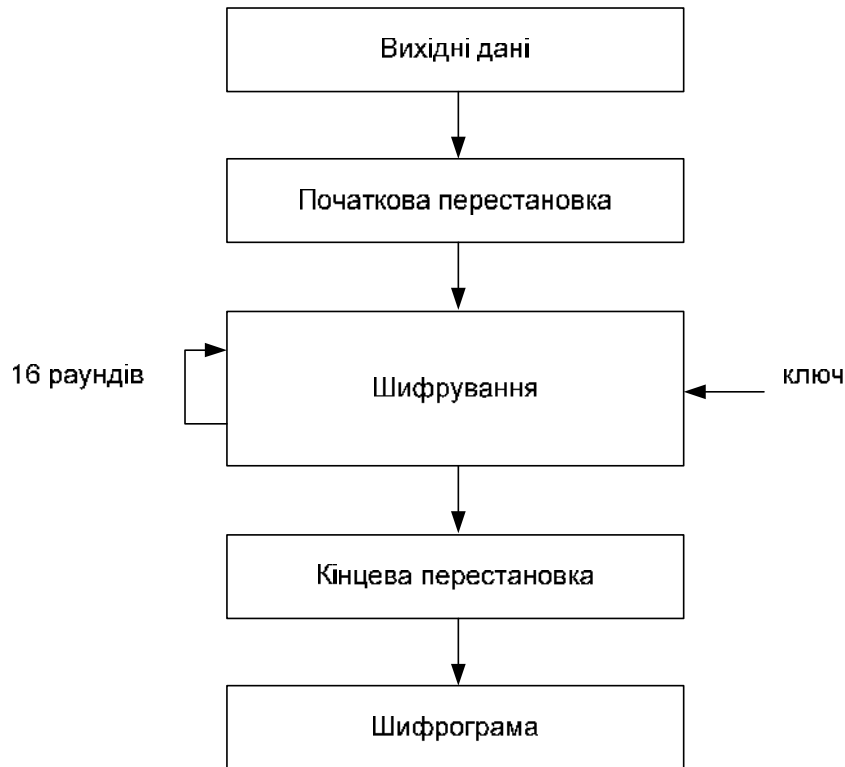 Вихідні дані
Початкова перестановка
16 раундів
Шифрування
ключ
Кінцева перестановка
Шифрограма